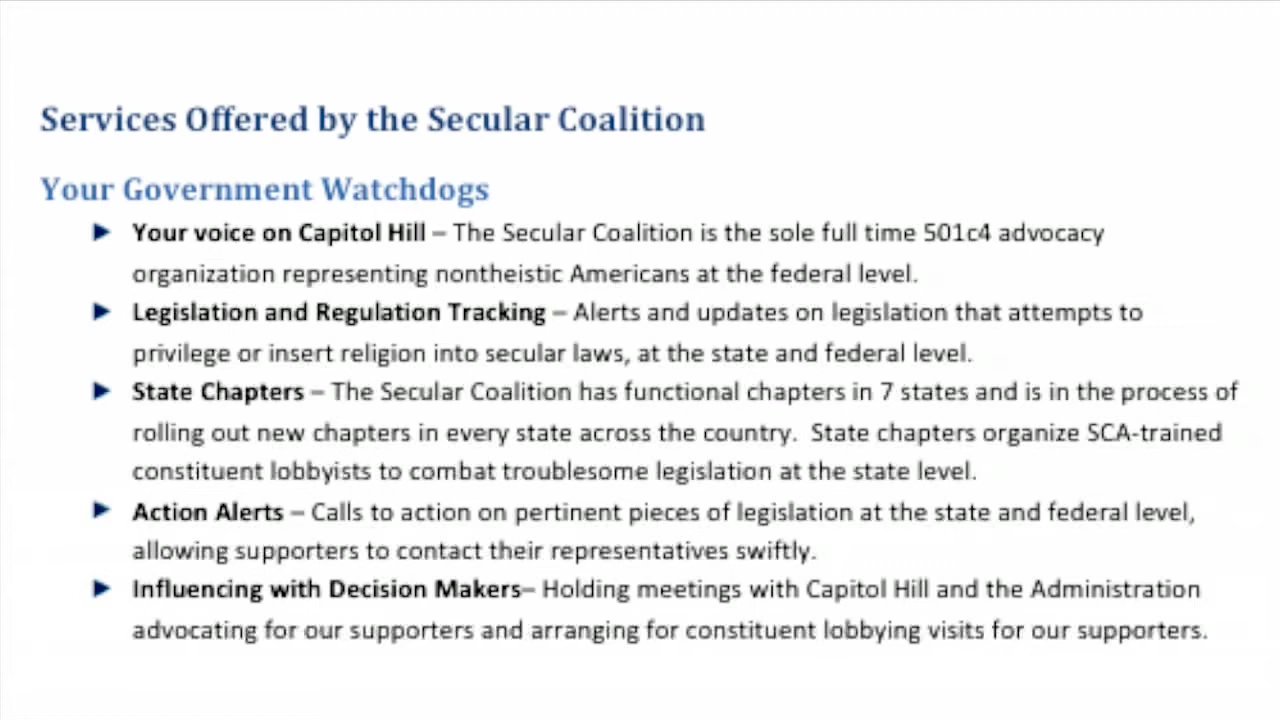 Services Offered by the Secular Coalition
Your Government Watchdogs
► Your voice on Capitol Hill – The Secular Coalition is the sole full time 501c4 advocacy
organization representing nontheistic Americans at the federal level.
► Legislation and Regulation Tracking – Alerts and updates on legislation that attempts to
privilege or insert religion into secular laws, at the state and federal level.
► State Chapters – The Secular Coalition has functional chapters in 7 states and is in the process of
rolling out new chapters in every state across the country.  State chapters organize SCA-trained
constituent lobbyists to combat troublesome legislation at the state level.
► Action Alerts – Calls to action on pertinent pieces of legislation at the state and federal level,
allowing supporters to contact their representatives swiftly.
► Influencing with Decision Makers– Holding meetings with Capitol Hill and the Administration
advocating for our supporters and arranging for constituent lobbying visits for our supporters.